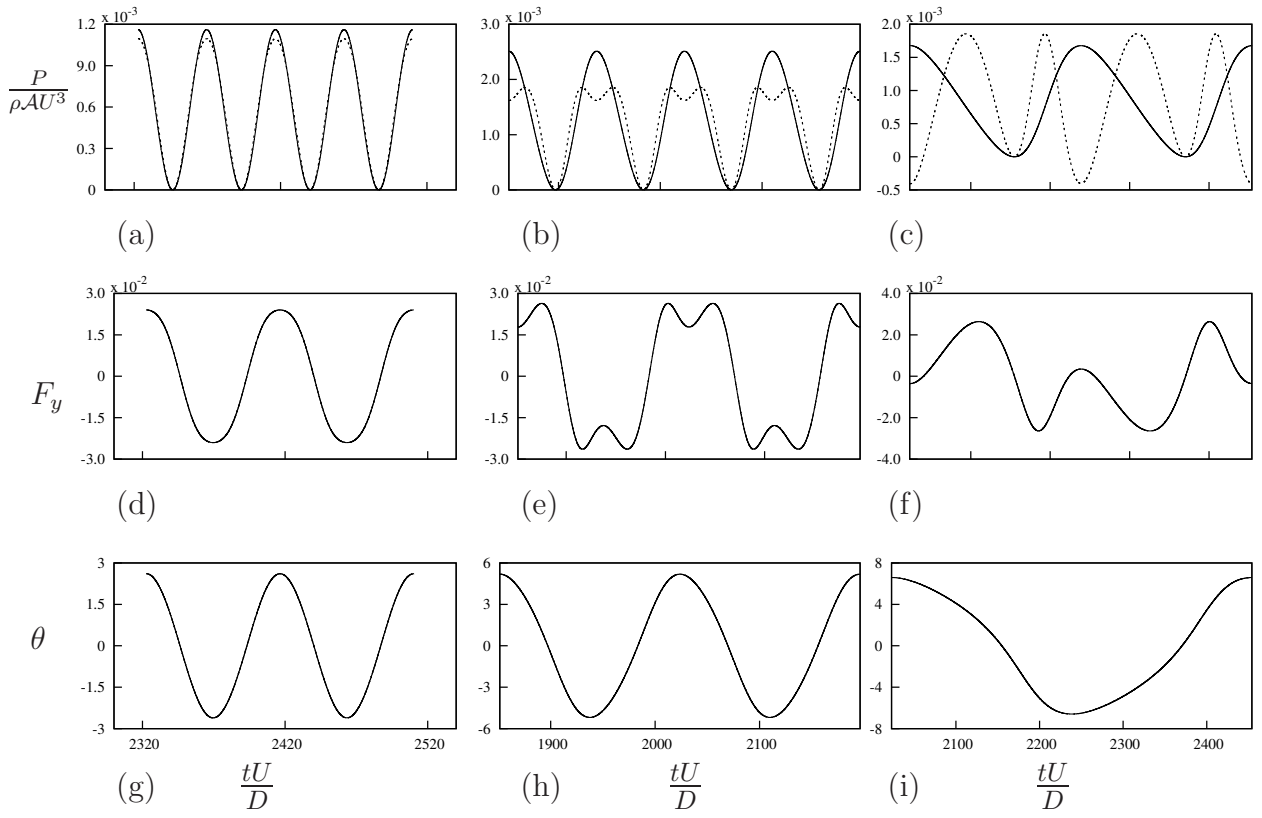 x 10-3 x 10-3 x 10-3
1.2 3.0 2.0
9.0 2.0 1.5
0.6 1.0 1.0
0.3 0.5
0 0 0
-0.5
P/ρ𝒜U³
(a) (b) (c)
x 10-2 x 10-2 x 10-2
3.0 3.0 4.0
1.5 1.5 2.0
0 0 0
-1.5 -1.5 -2.0
-3.0 -3.0 -4.0
Fy
(d) (e) (f)
3 6 8
1.5 3 4
0 0 0
-1.5 -3 -4
-3 -6 -8
θ
2320 2420 2520 1900 2000 2100 2100 2200 2300 2400
(g) tU/D (h) tU/D (i) tU/D